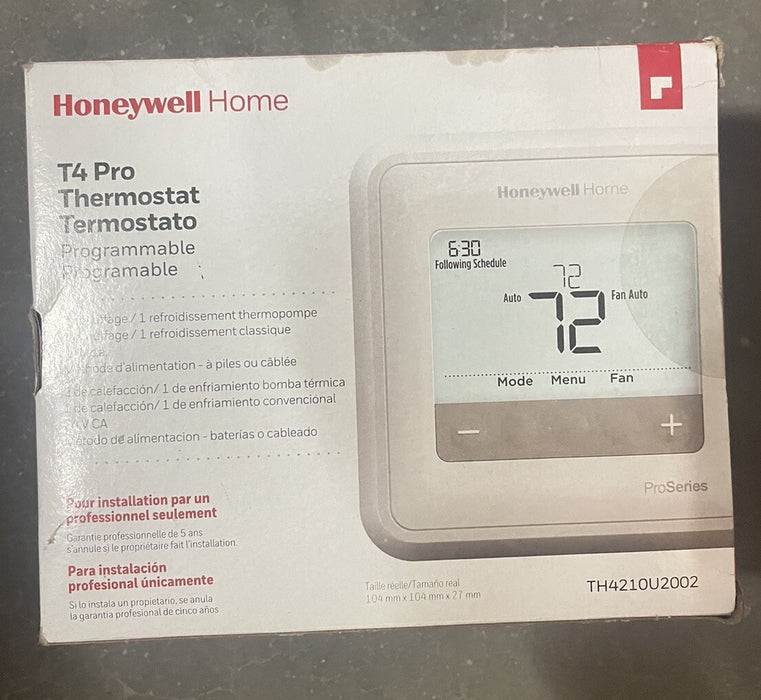 Honeywell Home
T4 Pro
Thermostat
Termostato
Programmable
Programable
/ 1 refroidissement thermopompe
/ 1 refroidissement classique
d'alimentation - à piles ou câblée
de calefacción/ 1 de enfriamiento bomba térmica
de calefacción/ 1 de enfriamiento convencional
CA
de alimentacion - baterías o cableado
Pour installation par un
professionnel seulement
Garantie professionnelle de 5 ans
s'annule si le propriétaire fait l'installation.
Para instalación
profesional únicamente
Si lo instala un propietario, se anula
la garantía profesional de cinco años
Honeywell Home
6:30
Following Schedule
72
Auto
72
Fan Auto
Mode Menu Fan
− +
ProSeries
Taille réelle/Tamaño real
104 mm x 104 mm x 27 mm
TH4210U2002